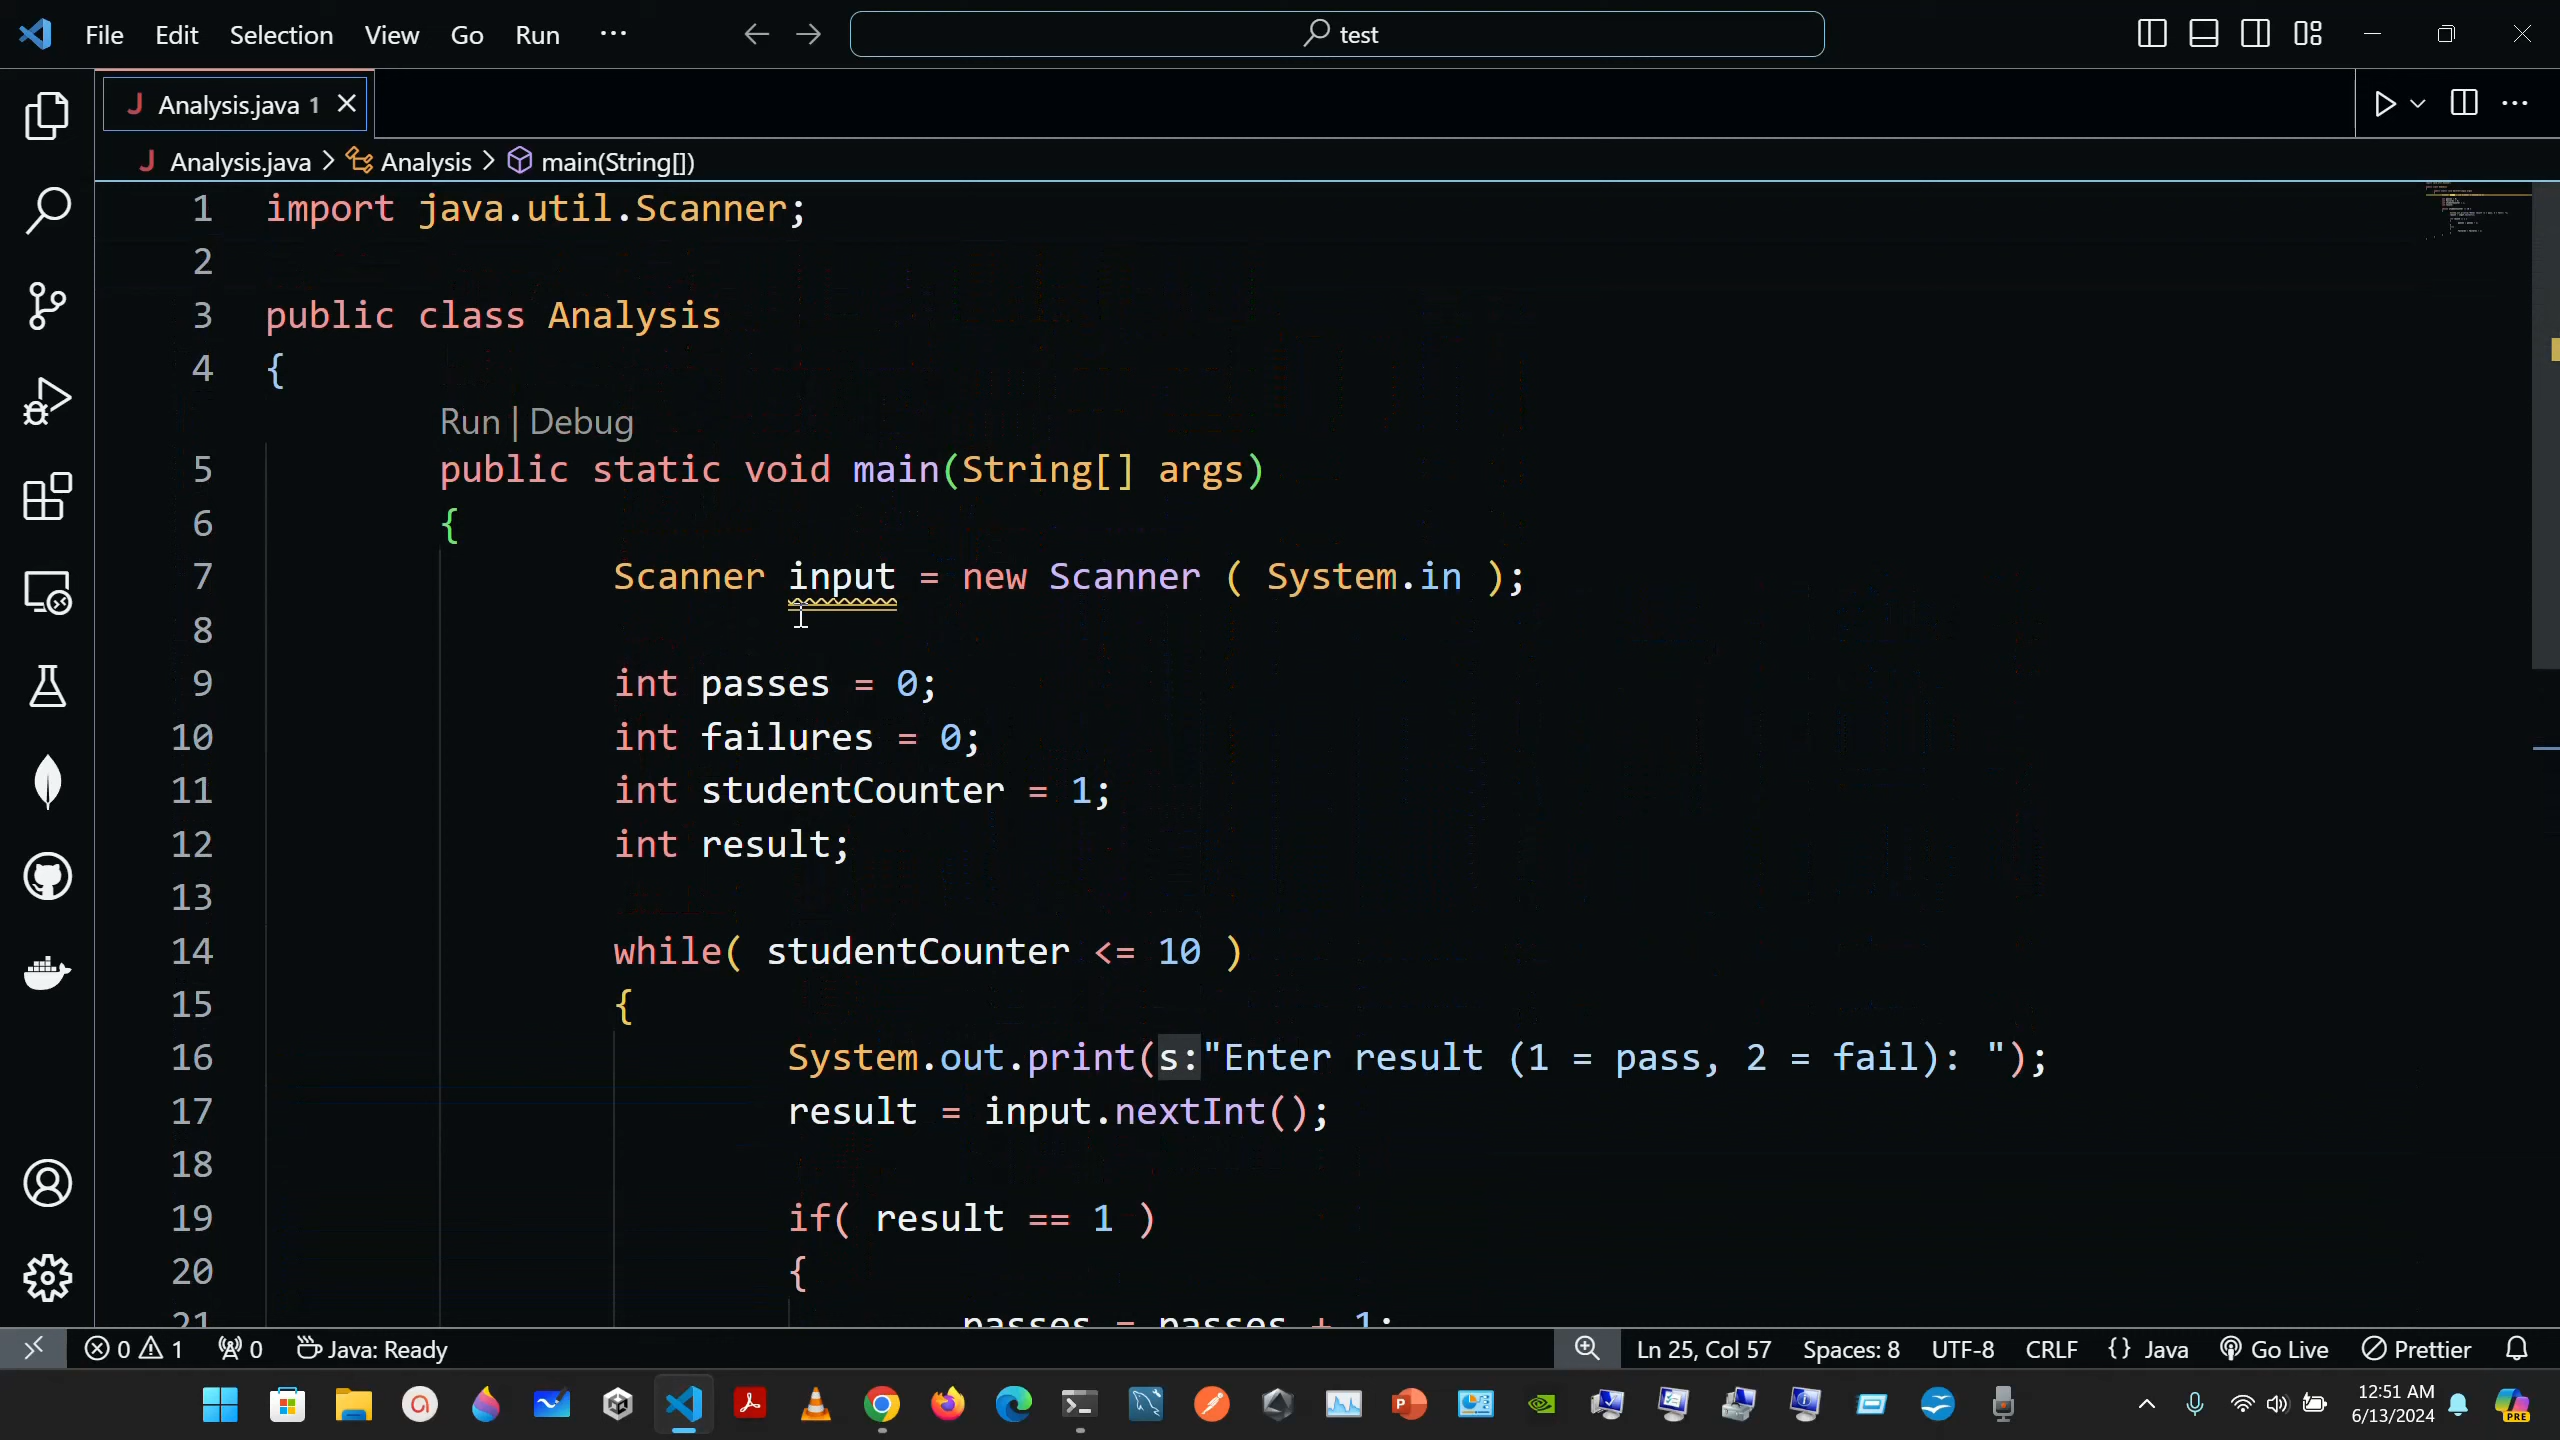 File Edit Selection View Go Run ··· test
J Analysis.java 1
J Analysis.java > Analysis > main(String[])
1 import java.util.Scanner;
2
3 public class Analysis
4 {
Run | Debug
5 public static void main(String[] args)
6 {
7 Scanner input = new Scanner ( System.in );
8
9 int passes = 0;
10 int failures = 0;
11 int studentCounter = 1;
12 int result;
13
14 while( studentCounter <= 10 )
15 {
16 System.out.print(s:"Enter result (1 = pass, 2 = fail): ");
17 result = input.nextInt();
18
19 if( result == 1 )
20 {
21 passes = passes + 1;
0 1 0 Java: Ready Ln 25, Col 57 Spaces: 8 UTF-8 CRLF {} Java Go Live Prettier
12:51 AM
6/13/2024
PRE